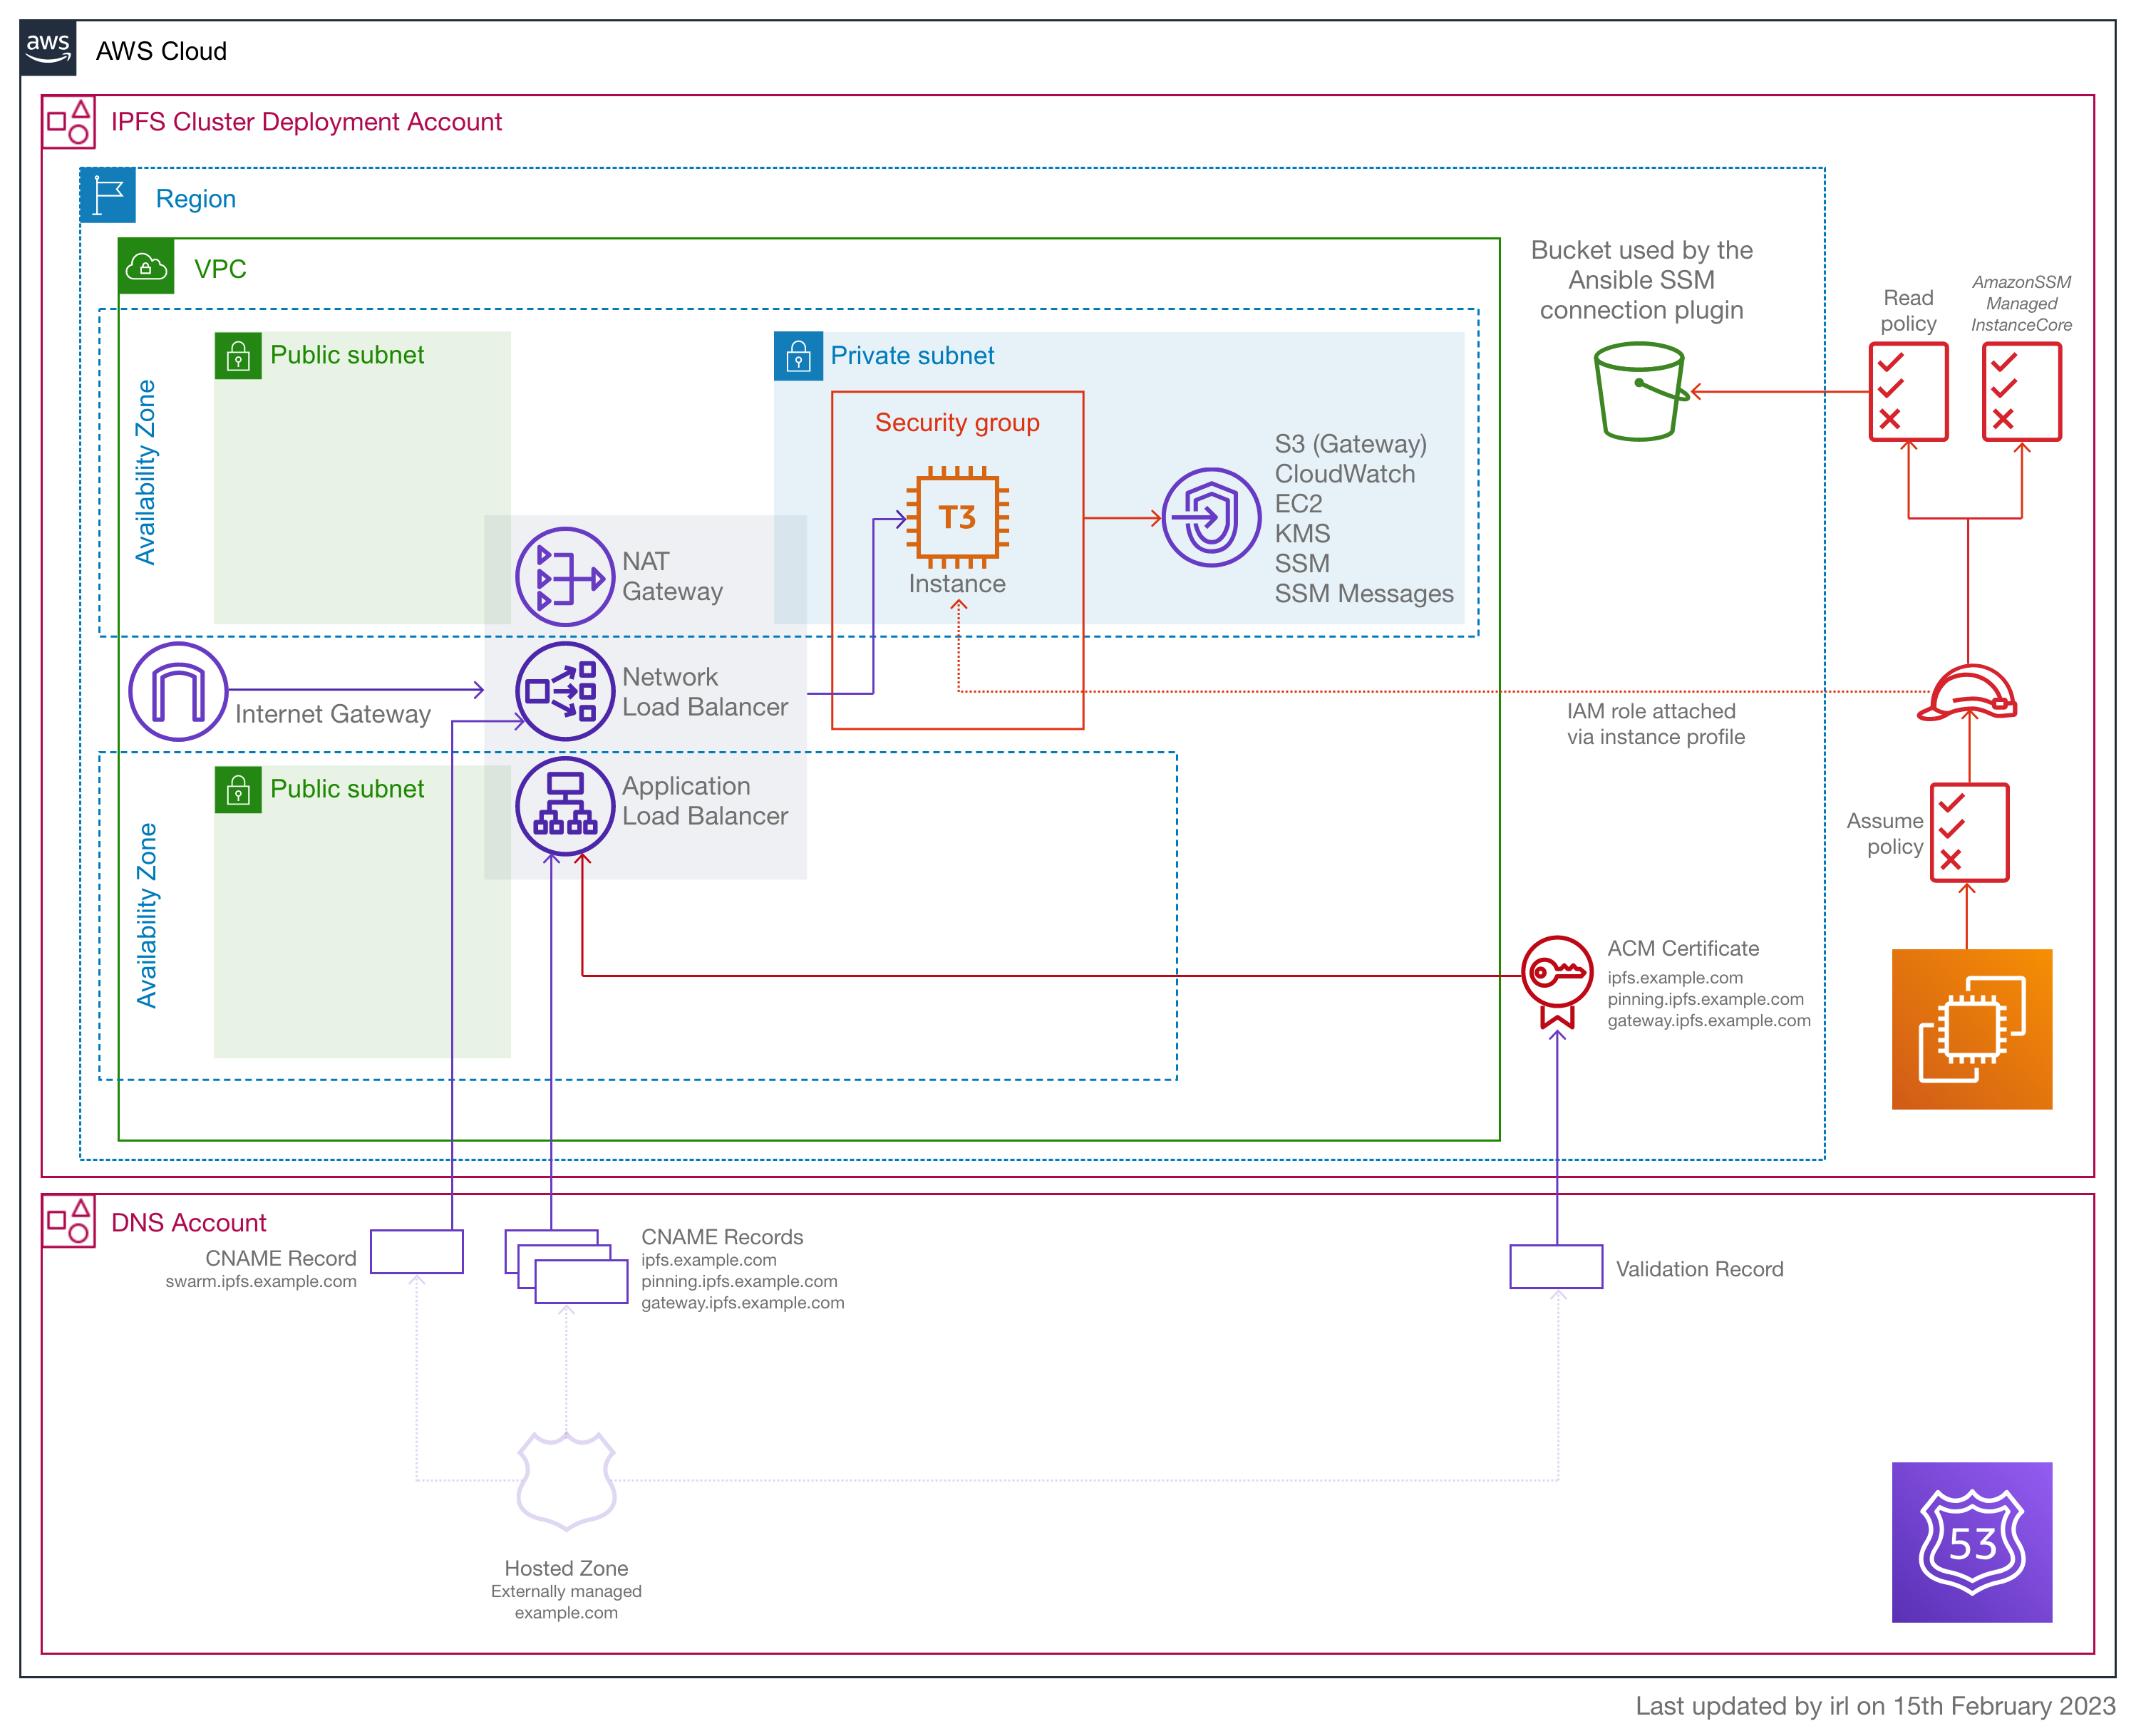 aws
AWS Cloud
IPFS Cluster Deployment Account
Region
VPC
Bucket used by the
Ansible SSM
connection plugin
Read
policy
AmazonSSM
Managed
InstanceCore
Availability Zone
Public subnet
Private subnet
Security group
T3
Instance
S3 (Gateway)
CloudWatch
EC2
KMS
SSM
SSM Messages
NAT
Gateway
Internet Gateway
Network
Load Balancer
IAM role attached
via instance profile
Availability Zone
Public subnet
Application
Load Balancer
Assume
policy
ACM Certificate
ipfs.example.com
pinning.ipfs.example.com
gateway.ipfs.example.com
DNS Account
CNAME Record
swarm.ipfs.example.com
CNAME Records
ipfs.example.com
pinning.ipfs.example.com
gateway.ipfs.example.com
Validation Record
Hosted Zone
Externally managed
example.com
53
Last updated by irl on 15th February 2023